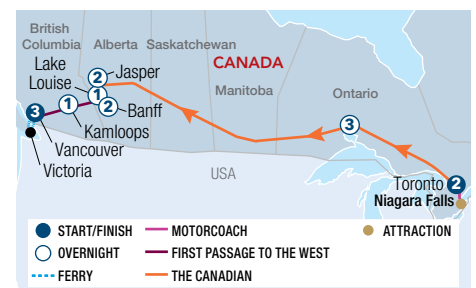 British
Columbia
Alberta
Saskatchewan
CANADA
Manitoba
Ontario
Lake
Louise
2
Jasper
1
2
Banff
1
Kamloops
3
Vancouver
Victoria
3
USA
Toronto
2
Niagara Falls
START/FINISH
MOTORCOACH
ATTRACTION
OVERNIGHT
FIRST PASSAGE TO THE WEST
FERRY
THE CANADIAN